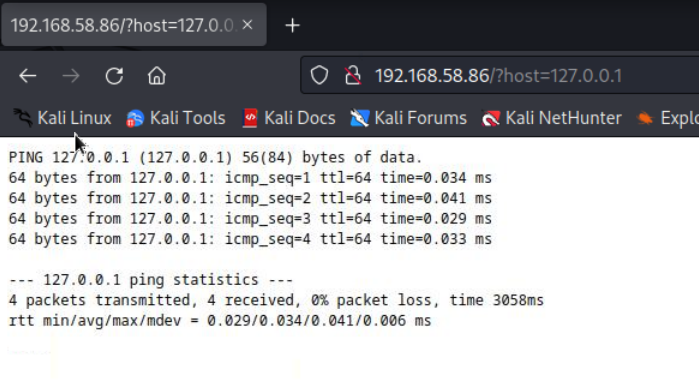 192.168.58.86/?host=127.0.0.
192.168.58.86/?host=127.0.0.1
Kali Linux Kali Tools Kali Docs Kali Forums Kali NetHunter Explo
PING 127.0.0.1 (127.0.0.1) 56(84) bytes of data.
64 bytes from 127.0.0.1: icmp_seq=1 ttl=64 time=0.034 ms
64 bytes from 127.0.0.1: icmp_seq=2 ttl=64 time=0.041 ms
64 bytes from 127.0.0.1: icmp_seq=3 ttl=64 time=0.029 ms
64 bytes from 127.0.0.1: icmp_seq=4 ttl=64 time=0.033 ms
--- 127.0.0.1 ping statistics ---
4 packets transmitted, 4 received, 0% packet loss, time 3058ms
rtt min/avg/max/mdev = 0.029/0.034/0.041/0.006 ms